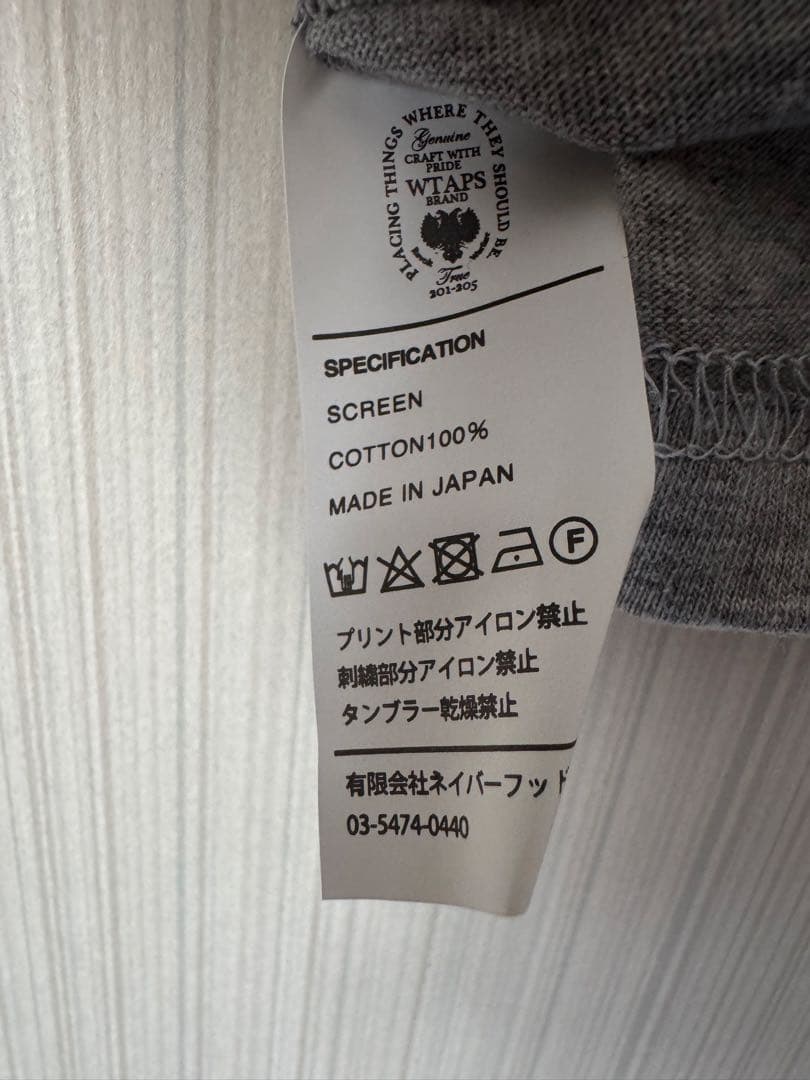 PLACING THINGS WHERE THEY SHOULD BE
Genuine
CRAFT WITH
PRIDE
WTAPS
BRAND
True
201-205
SPECIFICATION
SCREEN
COTTON100%
MADE IN JAPAN
F
プリント部分アイロン禁止
刺繍部分アイロン禁止
タンブラー乾燥禁止
有限会社ネイバーフッド
03-5474-0440